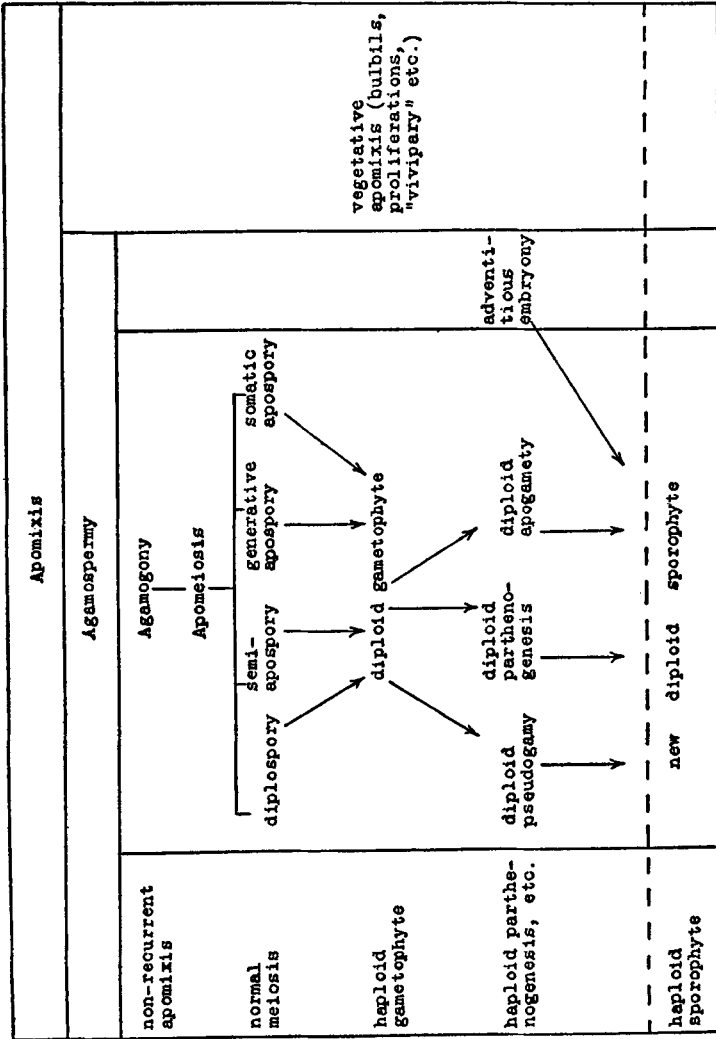 Apomixis
Agamospermy
vegetative
apomixis (bulbils,
proliferations,
"vivipary" etc.)
non-recurrent
apomixis
Agamogony
Apomeiosis
normal
meiosis
diplospory
semi-
apospory
generative
apospory
somatic
apospory
haploid
gametophyte
diploid gametophyte
haploid parthe-
nogenesis, etc.
diploid
pseudogamy
diploid
partheno-
genesis
diploid
apogamety
adventi-
tious
embryony
haploid
sporophyte
new diploid sporophyte